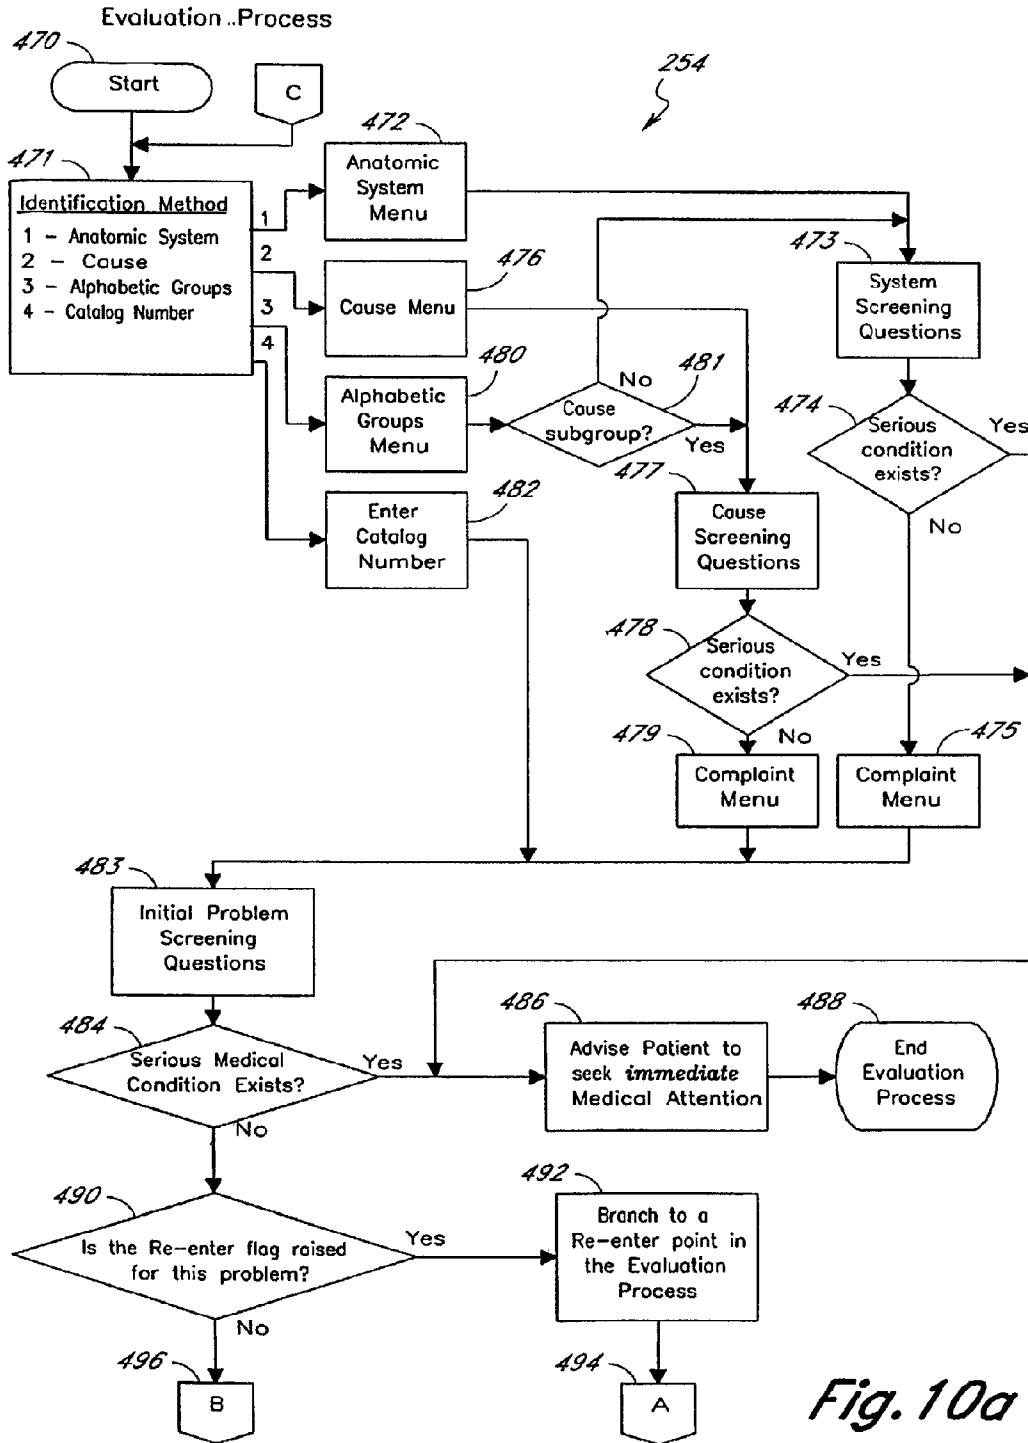 Evaluation..Process
470
Start
C
254
471
Identification Method
1 - Anatomic System
2 - Cause
3 - Alphabetic Groups
4 - Catalog Number
1
2
3
4
472
Anatomic
System
Menu
476
Cause Menu
480
Alphabetic
Groups
Menu
482
Enter
Catalog
Number
No
481
Cause
subgroup?
Yes
473
System
Screening
Questions
474
Serious
condition
exists?
Yes
No
477
Cause
Screening
Questions
478
Serious
condition
exists?
Yes
No
479
Complaint
Menu
475
Complaint
Menu
483
Initial Problem
Screening
Questions
484
Serious Medical
Condition Exists?
Yes
No
486
Advise Patient to
seek immediate
Medical Attention
488
End
Evaluation
Process
490
Is the Re-enter flag raised
for this problem?
Yes
No
492
Branch to a
Re-enter point in
the Evaluation
Process
496
B
494
A
Fig. 10a